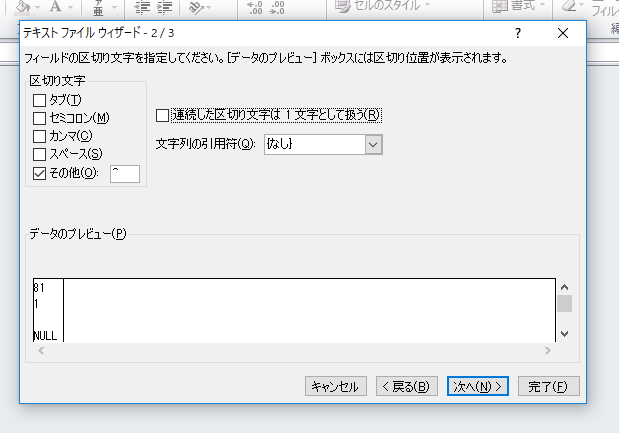 セルのスタイル
書式
フィル
A
ア
亜
編
テキスト ファイル ウィザード - 2 / 3
?
フィールドの区切り文字を指定してください。[データのプレビュー] ボックスには区切り位置が表示されます。
区切り文字
タブ(T)
セミコロン(M)
カンマ(C)
スペース(S)
その他(O): ^
連続した区切り文字は 1 文字として扱う(R)
文字列の引用符(Q): {なし}
データのプレビュー(P)
81
1
NULL
キャンセル
< 戻る(B)
次へ(N) >
完了(F)